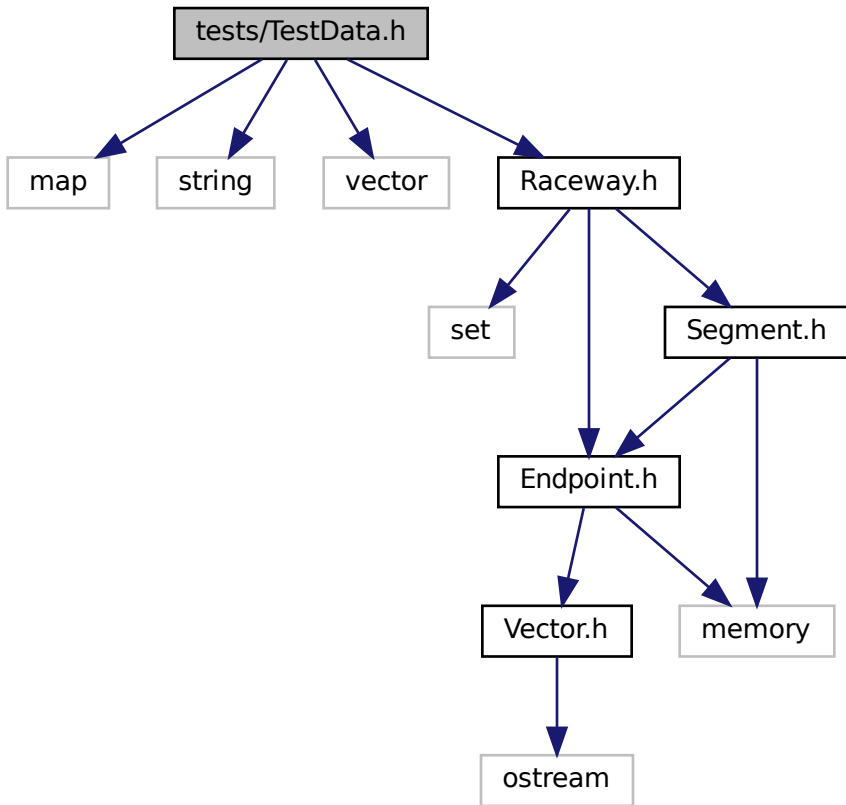 tests/TestData.h
map
string
vector
Raceway.h
set
Segment.h
Endpoint.h
Vector.h
memory
ostream